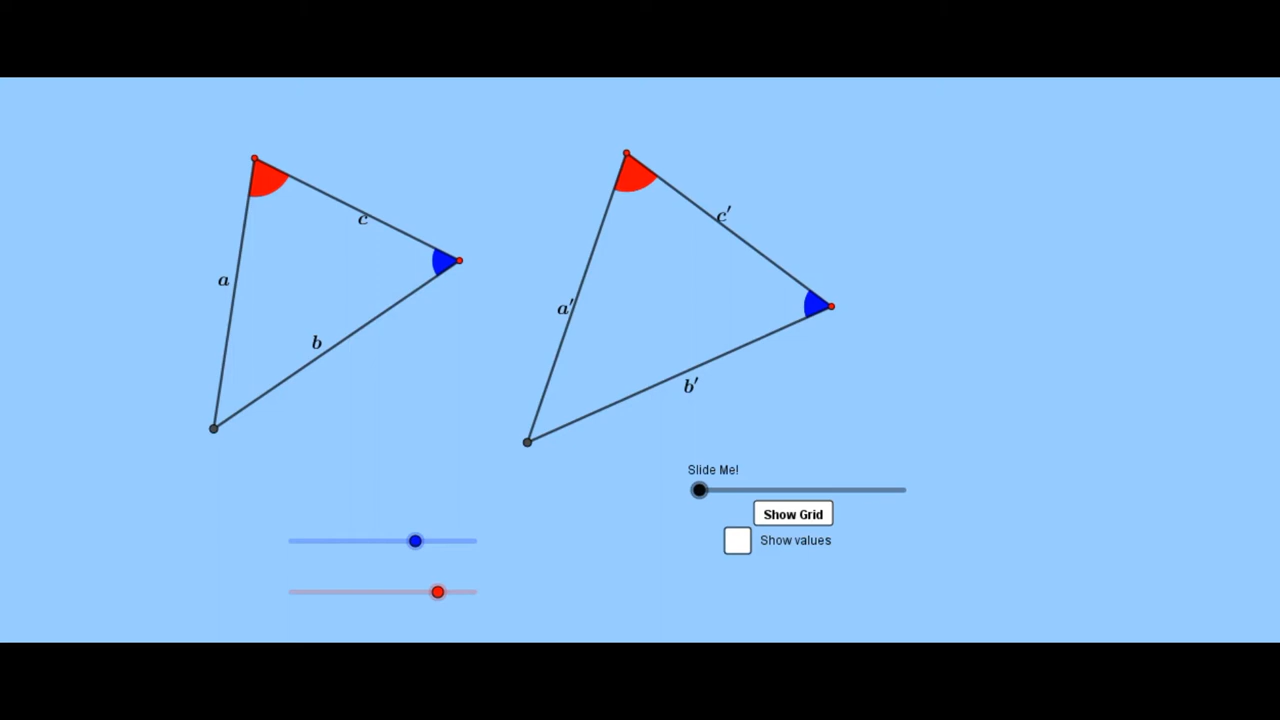 c
c′
a
a′
b
b′
Slide Me!
Show Grid
Show values